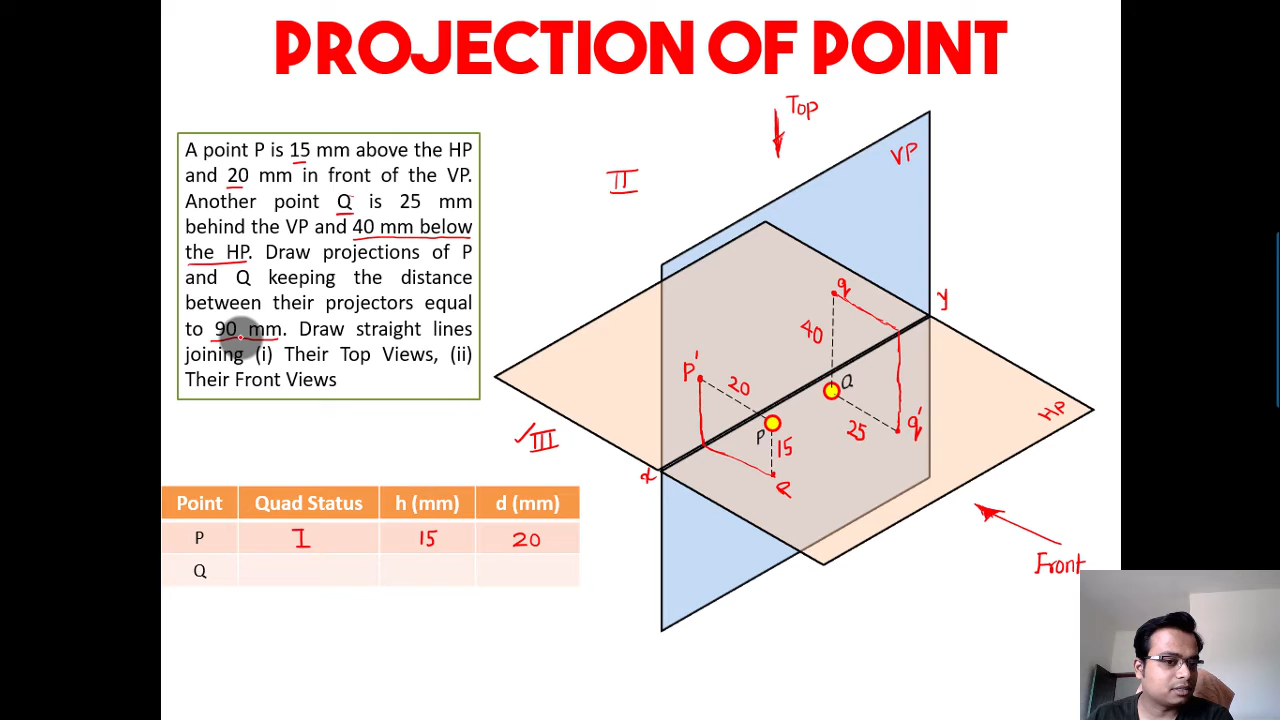 PROJECTION OF POINT
A point P is 15 mm above the HP
and 20 mm in front of the VP.
Another point Q is 25 mm
behind the VP and 40 mm below
the HP. Draw projections of P
and Q keeping the distance
between their projectors equal
to 90 mm. Draw straight lines
joining (i) Their Top Views, (ii)
Their Front Views
Top
VP
II
y
q
40
P'
20
Q
HP
25
q'
P
15
III
x
Front
Point Quad Status h (mm) d (mm)
P I 15 20
Q